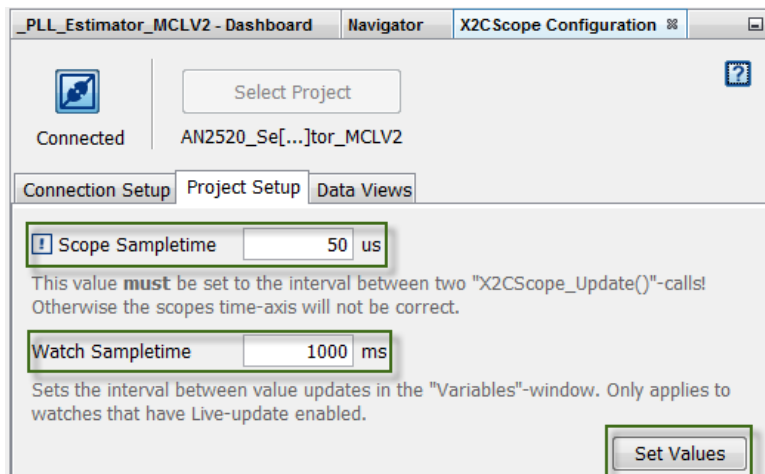 _PLL_Estimator_MCLV2 - Dashboard Navigator X2CScope Configuration
Select Project
Connected AN2520_Se[...]tor_MCLV2
Connection Setup Project Setup Data Views
! Scope Sampletime 50 us
This value must be set to the interval between two "X2CScope_Update()"-calls!
Otherwise the scopes time-axis will not be correct.
Watch Sampletime 1000 ms
Sets the interval between value updates in the "Variables"-window. Only applies to
watches that have Live-update enabled.
Set Values